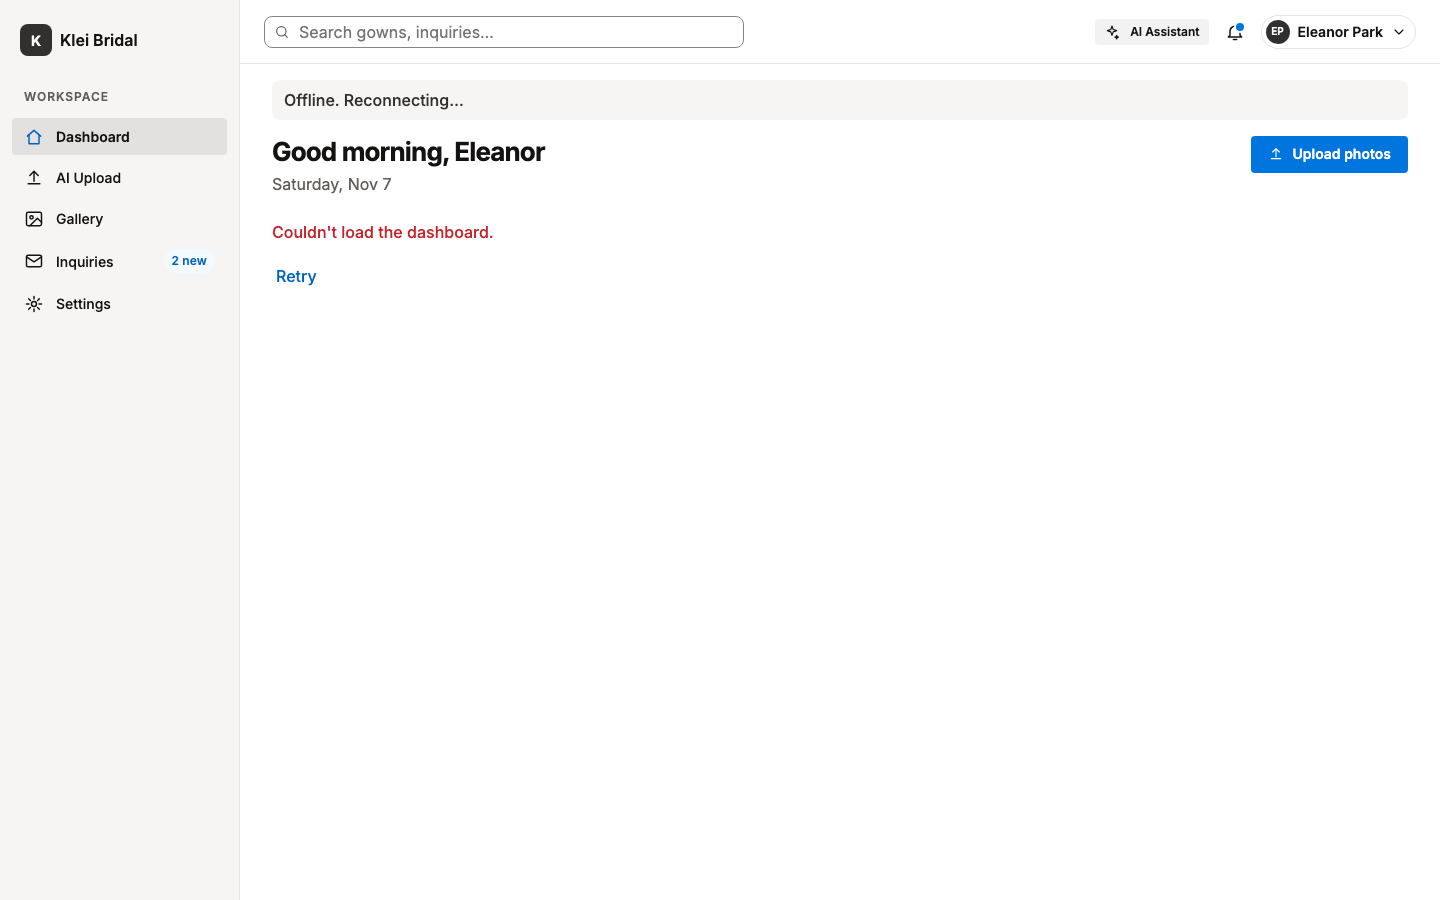 K
Klei Bridal
WORKSPACE
Dashboard
AI Upload
Gallery
Inquiries
2 new
Settings
Search gowns, inquiries...
AI Assistant
EP
Eleanor Park
Offline. Reconnecting...
Good morning, Eleanor
Saturday, Nov 7
Upload photos
Couldn't load the dashboard.
Retry